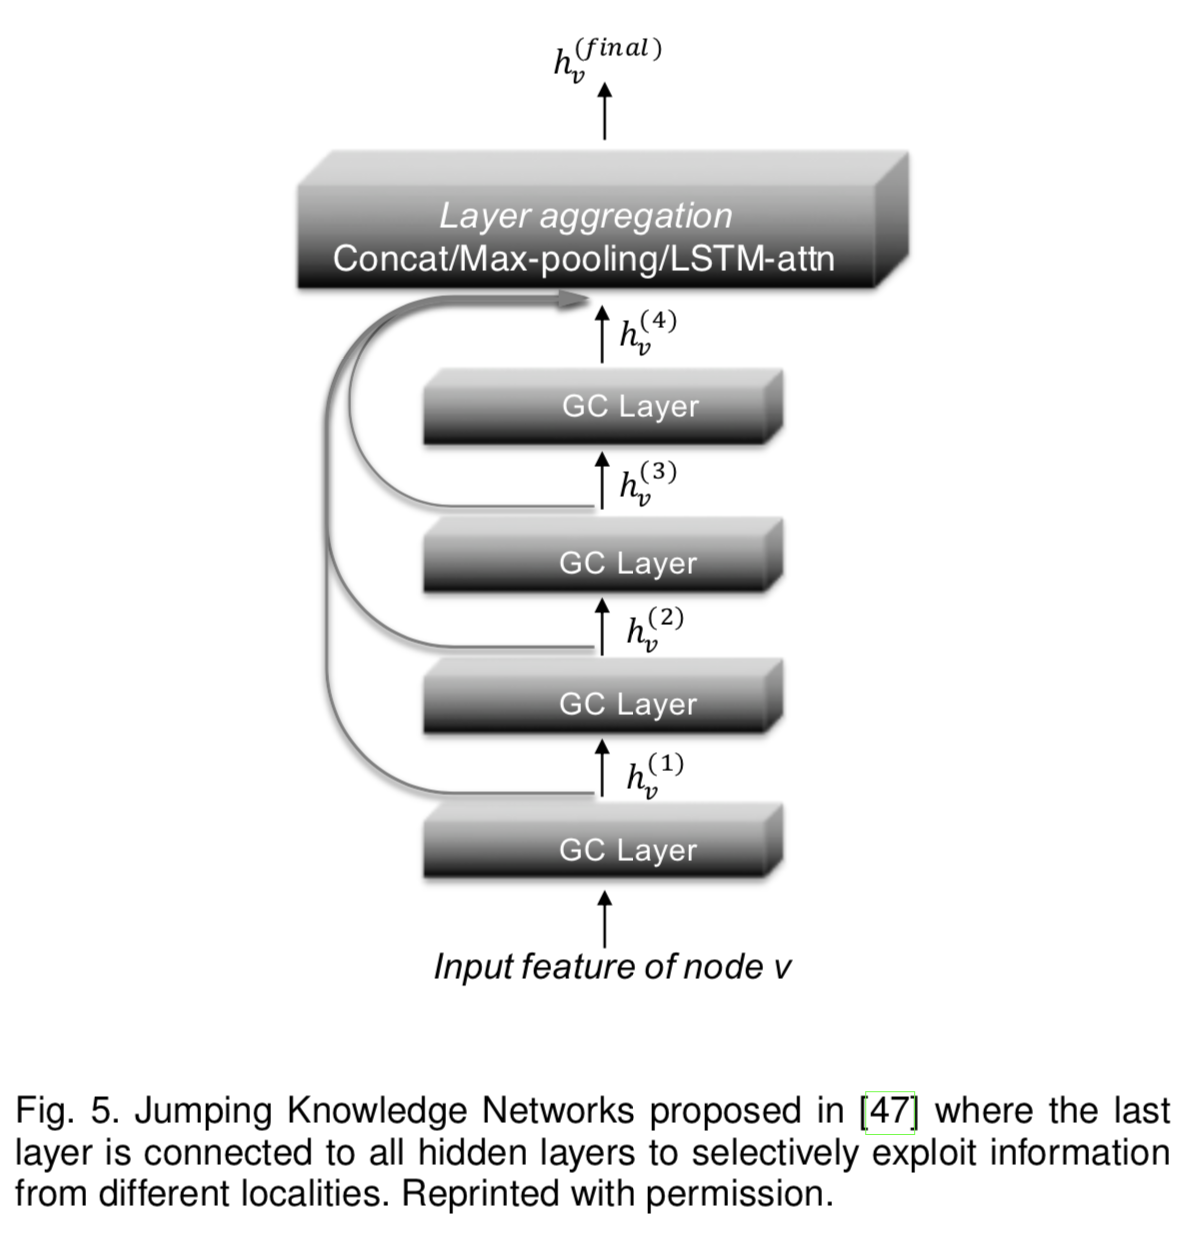 h_v^(final)
Layer aggregation
Concat/Max-pooling/LSTM-attn
h_v^(4)
GC Layer
h_v^(3)
GC Layer
h_v^(2)
GC Layer
h_v^(1)
GC Layer
Input feature of node v
Fig. 5. Jumping Knowledge Networks proposed in [47] where the last
layer is connected to all hidden layers to selectively exploit information
from different localities. Reprinted with permission.